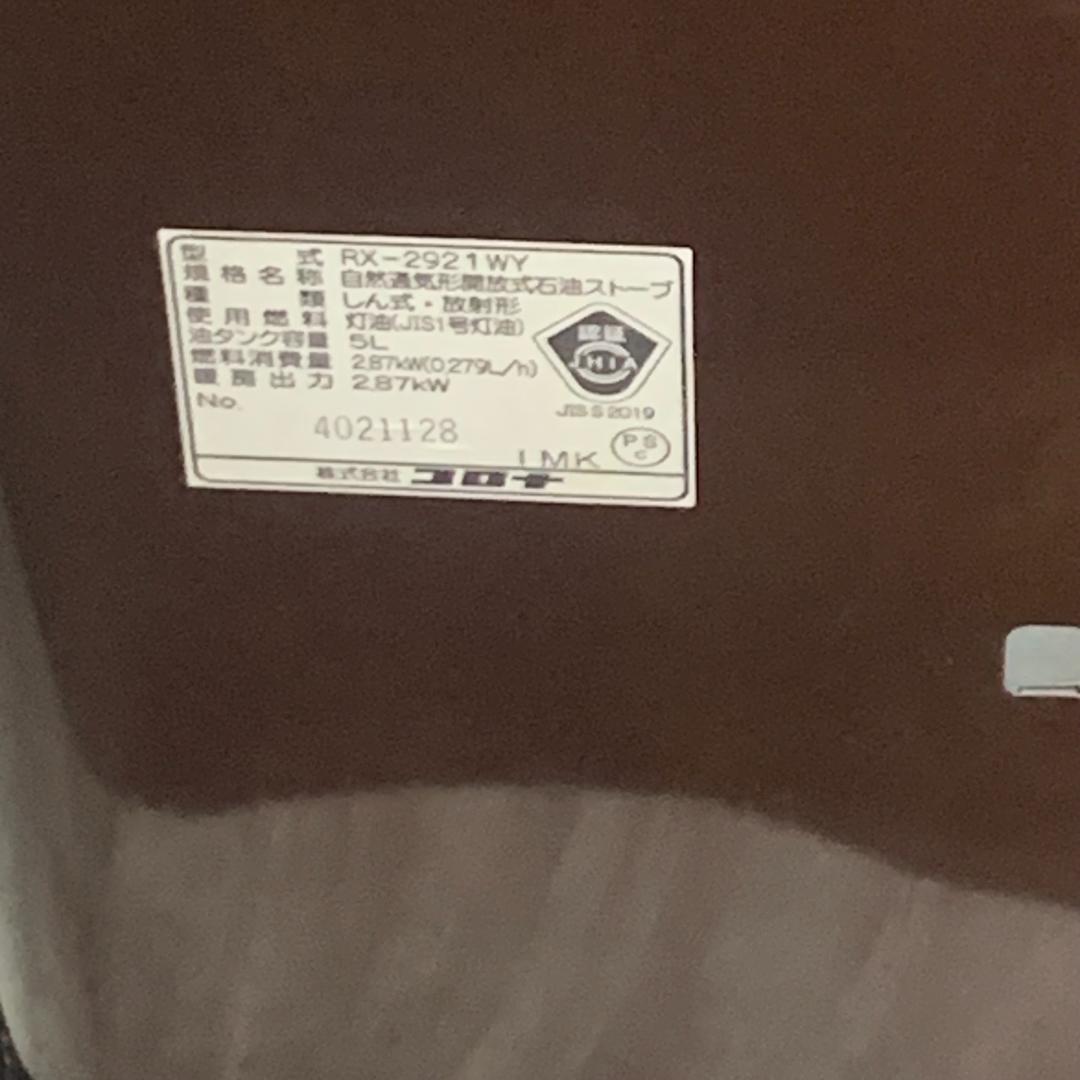 型式 RX-2921WY
規格名称 自然通気形開放式石油ストーブ
種類 しん式・放射形
使用燃料 灯油(JIS1号灯油)
油タンク容量 5L
燃料消費量 2.87kW(0.279L/h)
暖房出力 2.87kW
認証
JHIA
JIS S 2019
No. 4021128
1MK
PS
C
株式会社 コロナ